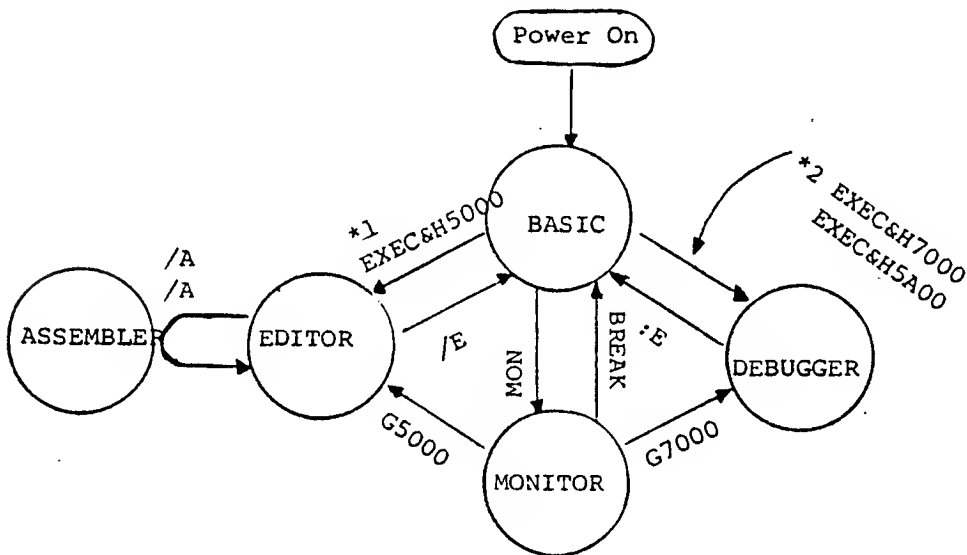 Power On
*1
EXEC&H5000
BASIC
*2 EXEC&H7000
EXEC&H5A00
/A
/A
ASSEMBLER
EDITOR
/E
MON
BREAK
:E
DEBUGGER
G5000
G7000
MONITOR